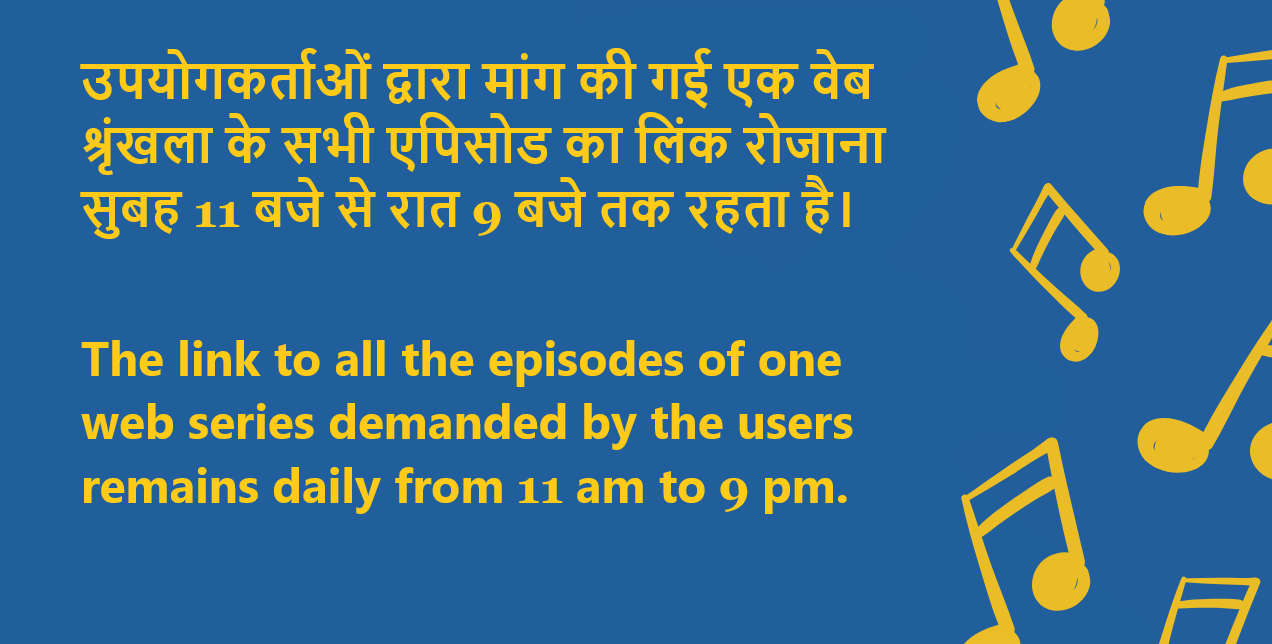 उपयोगकर्ताओं द्वारा मांग की गई एक वेब
श्रृंखला के सभी एपिसोड का लिंक रोजाना
सुबह 11 बजे से रात 9 बजे तक रहता है।
The link to all the episodes of one
web series demanded by the users
remains daily from 11 am to 9 pm.